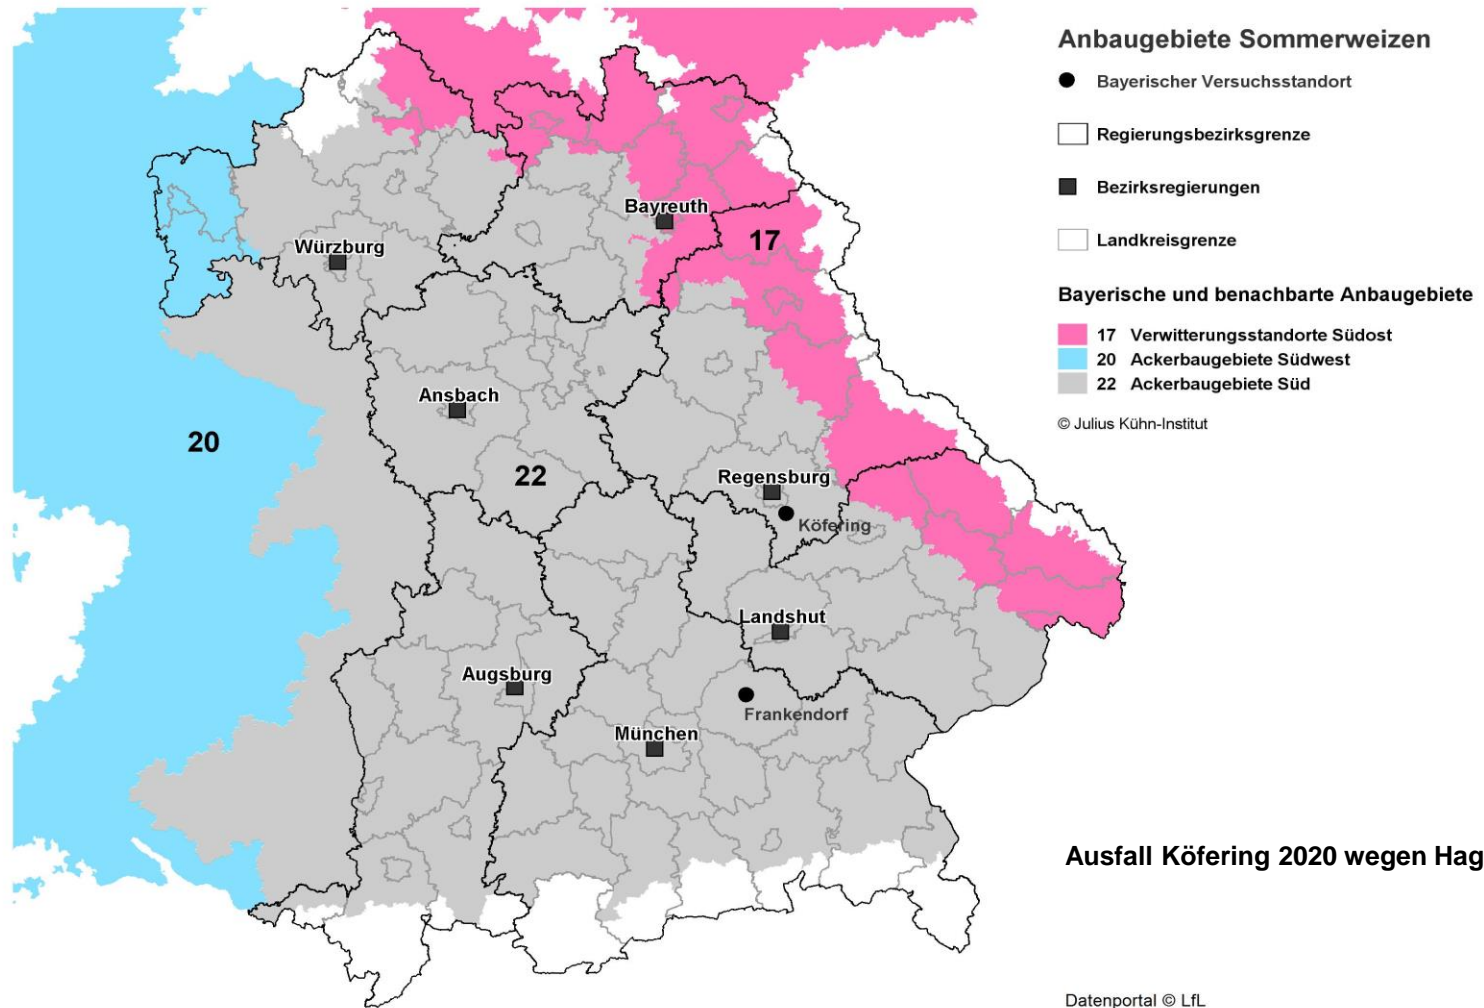 Anbaugebiete Sommerweizen
Bayerischer Versuchsstandort
Regierungsbezirksgrenze
Bezirksregierungen
Landkreisgrenze
Bayerische und benachbarte Anbaugebiete
17 Verwitterungsstandorte Südost
20 Ackerbaugebiete Südwest
22 Ackerbaugebiete Süd
© Julius Kühn-Institut
Bayreuth
17
Würzburg
Ansbach
20
22
Regensburg
Köfering
Landshut
Augsburg
Frankendorf
München
Ausfall Köfering 2020 wegen Hag
Datenportal © LfL